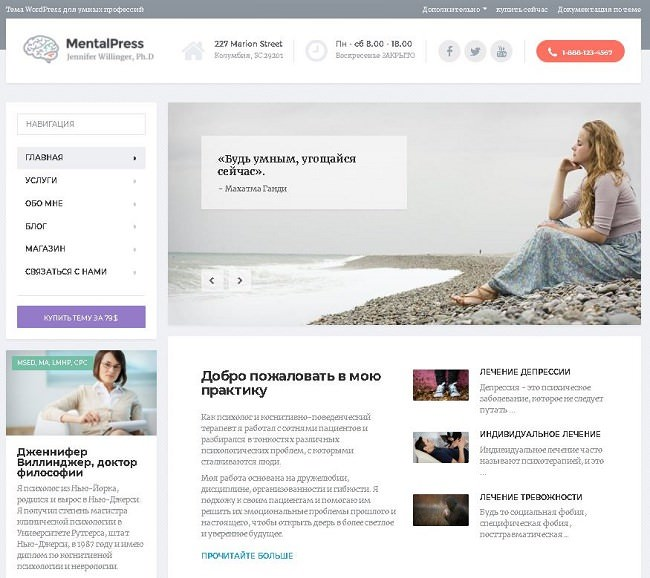 Тема WordPress для умных профессий
Дополнительно купить сейчас Документация по теме
MentalPress
Jennifer Willinger, Ph.D
227 Marion Street
Колумбия, SC 29201
Пн - сб 8.00 - 18.00
Воскресенье ЗАКРЫТО
1-888-123-4567
НАВИГАЦИЯ
ГЛАВНАЯ
УСЛУГИ
ОБО МНЕ
БЛОГ
МАГАЗИН
СВЯЗАТЬСЯ С НАМИ
КУПИТЬ ТЕМУ ЗА 79 $
«Будь умным, угощайся
сейчас».
- Махатма Ганди
MSED, MA, LMHP, CPC
Дженнифер
Виллинджер, доктор
философии
Я психолог из Нью-Йорка,
родился и вырос в Нью-Джерси.
Я получил степень магистра
клинической психологии в
Университете Рутгерса, штат
Нью-Джерси, в 1987 году и имею
диплом по когнитивной
психологии и неврологии.
Добро пожаловать в мою
практику
Как психолог и когнитивно-поведенческий
терапевт я работал с сотнями пациентов и
разбирался в тонкостях различных
психологических проблем, с которыми
сталкиваются люди.
Моя работа основана на дружелюбии,
дисциплине, организованности и гибкости. Я
подхожу к своим пациентам и помогаю им
решить их эмоциональные проблемы прошлого
и настоящего, чтобы открыть дверь в более светлое
и уверенное будущее.
ПРОЧИТАЙТЕ БОЛЬШЕ
ЛЕЧЕНИЕ ДЕПРЕССИИ
Депрессия - это психическое
заболевание, которое не следует
путать ...
ИНДИВИДУАЛЬНОЕ ЛЕЧЕНИЕ
Индивидуальное лечение часто
называют психотерапией, и это
...
ЛЕЧЕНИЕ ТРЕВОЖНОСТИ
Будь то социальная фобия,
специфическая фобия,
посттравматическая ...